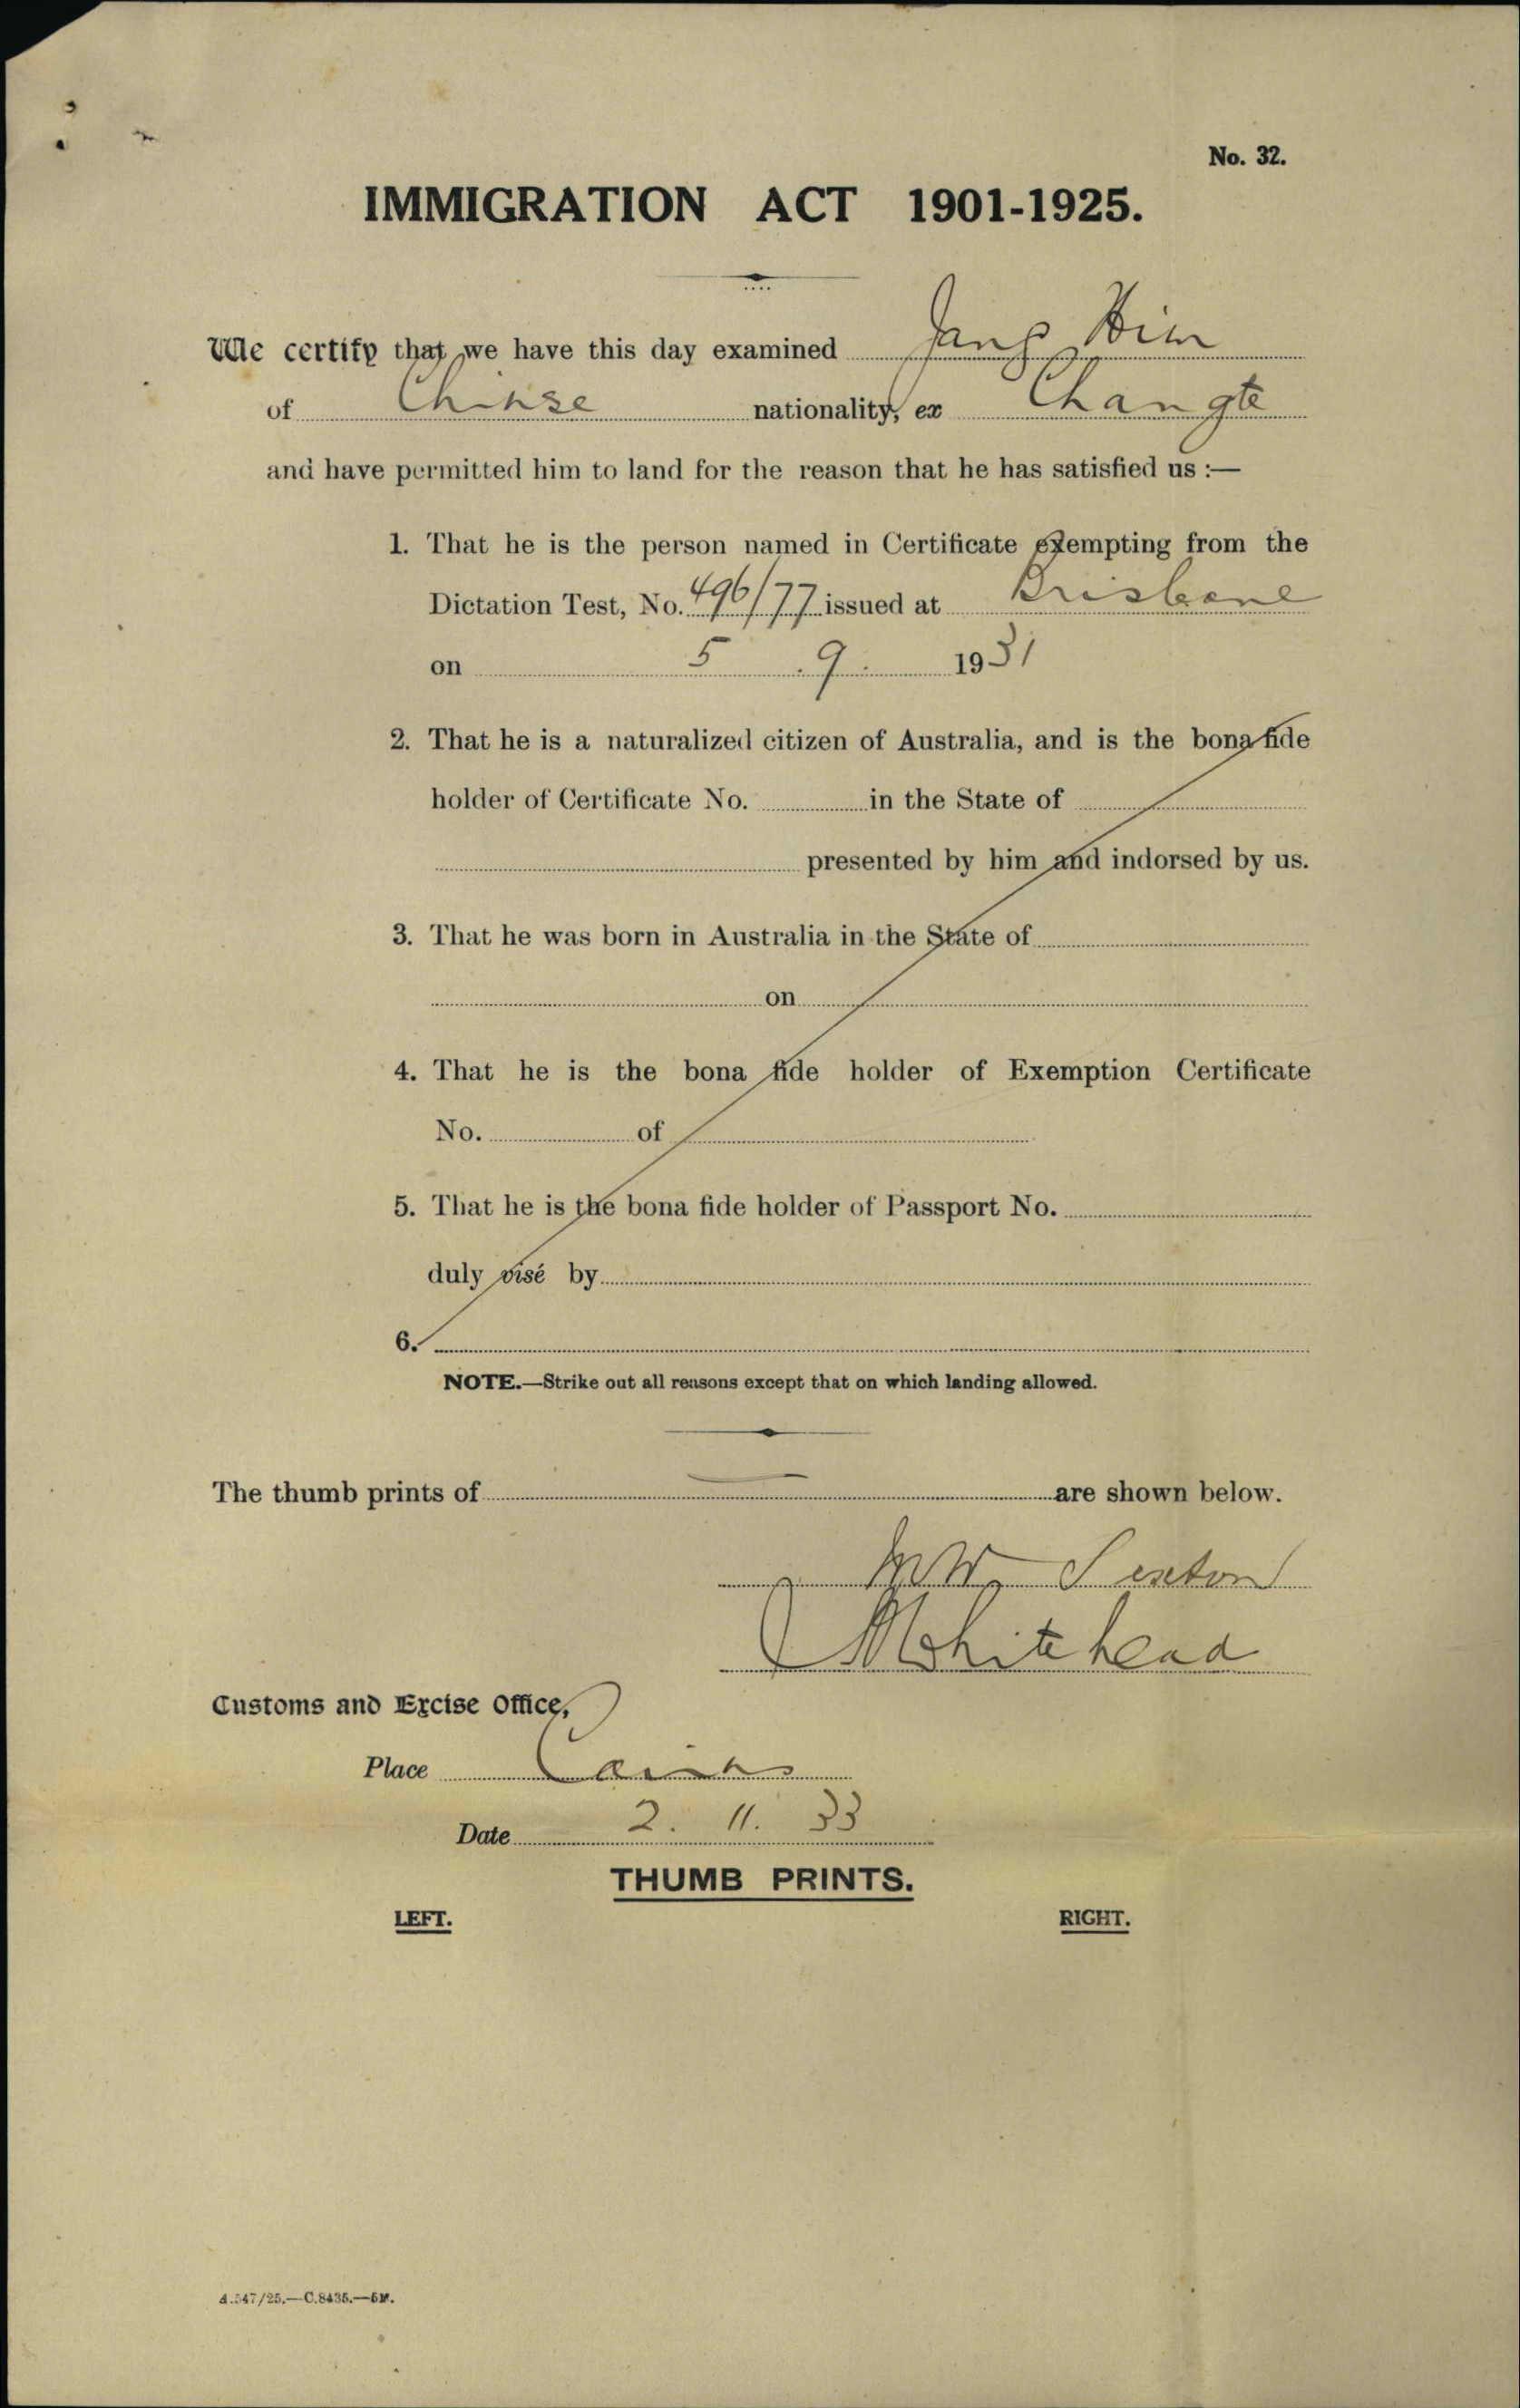 No. 32.
IMMIGRATION ACT 1901-1925.
We certify that we have this day examined Jang Him
of Chinse nationality, ex Changte
and have permitted him to land for the reason that he has satisfied us :—
1. That he is the person named in Certificate exempting from the
Dictation Test, No. 496/77 issued at Brisbane
on 5 . 9 . 1931
2. That he is a naturalized citizen of Australia, and is the bona fide
holder of Certificate No. in the State of
presented by him and indorsed by us.
3. That he was born in Australia in the State of
on
4. That he is the bona fide holder of Exemption Certificate
No. of
5. That he is the bona fide holder of Passport No.
duly visé by
6.
NOTE.—Strike out all reasons except that on which landing allowed.
The thumb prints of are shown below.
Sexton
Whitehead
Customs and Excise Office,
Place Cairns
Date 2. 11. 33
THUMB PRINTS.
LEFT. RIGHT.
A.547/25.—C.8435.—5M.